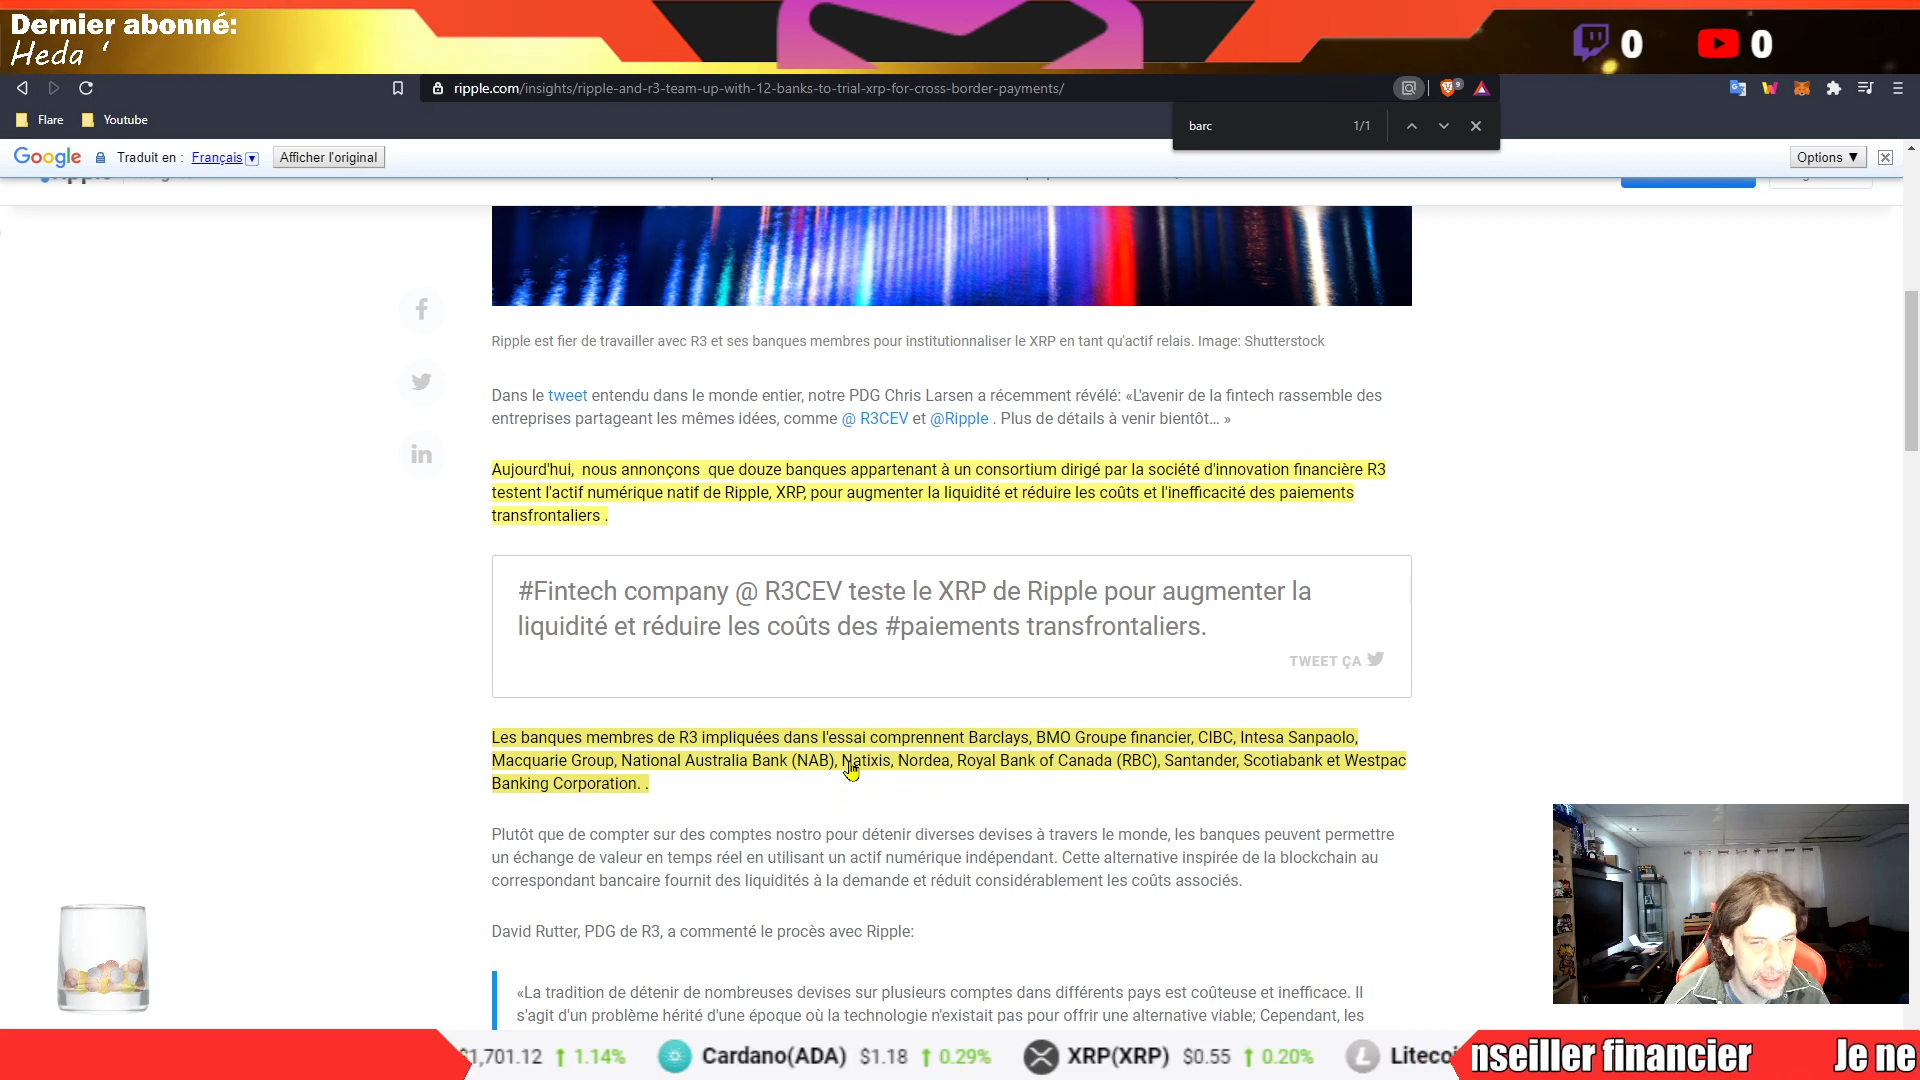 Dernier abonné:
Heda ‘
0
0
ripple.com/insights/ripple-and-r3-team-up-with-12-banks-to-trial-xrp-for-cross-border-payments/
9
Flare
Youtube
barc
1/1
Google
Traduit en :
Français
Afficher l'original
Options ▼
Ripple est fier de travailler avec R3 et ses banques membres pour institutionnaliser le XRP en tant qu'actif relais. Image: Shutterstock
Dans le tweet entendu dans le monde entier, notre PDG Chris Larsen a récemment révélé: «L'avenir de la fintech rassemble des
entreprises partageant les mêmes idées, comme @ R3CEV et @Ripple . Plus de détails à venir bientôt... »
Aujourd'hui, nous annonçons que douze banques appartenant à un consortium dirigé par la société d'innovation financière R3
testent l'actif numérique natif de Ripple, XRP, pour augmenter la liquidité et réduire les coûts et l'inefficacité des paiements
transfrontaliers .
#Fintech company @ R3CEV teste le XRP de Ripple pour augmenter la
liquidité et réduire les coûts des #paiements transfrontaliers.
TWEET ÇA
Les banques membres de R3 impliquées dans l'essai comprennent Barclays, BMO Groupe financier, CIBC, Intesa Sanpaolo,
Macquarie Group, National Australia Bank (NAB), Natixis, Nordea, Royal Bank of Canada (RBC), Santander, Scotiabank et Westpac
Banking Corporation. .
Plutôt que de compter sur des comptes nostro pour détenir diverses devises à travers le monde, les banques peuvent permettre
un échange de valeur en temps réel en utilisant un actif numérique indépendant. Cette alternative inspirée de la blockchain au
correspondant bancaire fournit des liquidités à la demande et réduit considérablement les coûts associés.
David Rutter, PDG de R3, a commenté le procès avec Ripple:
«La tradition de détenir de nombreuses devises sur plusieurs comptes dans différents pays est coûteuse et inefficace. Il
s'agit d'un problème hérité d'une époque où la technologie n'existait pas pour offrir une alternative viable; Cependant, les
$1,701.12 ↑ 1.14% Cardano(ADA) $1.18 ↑ 0.29% XRP(XRP) $0.55 ↑ 0.20% Litecoi
nseiller financier Je ne